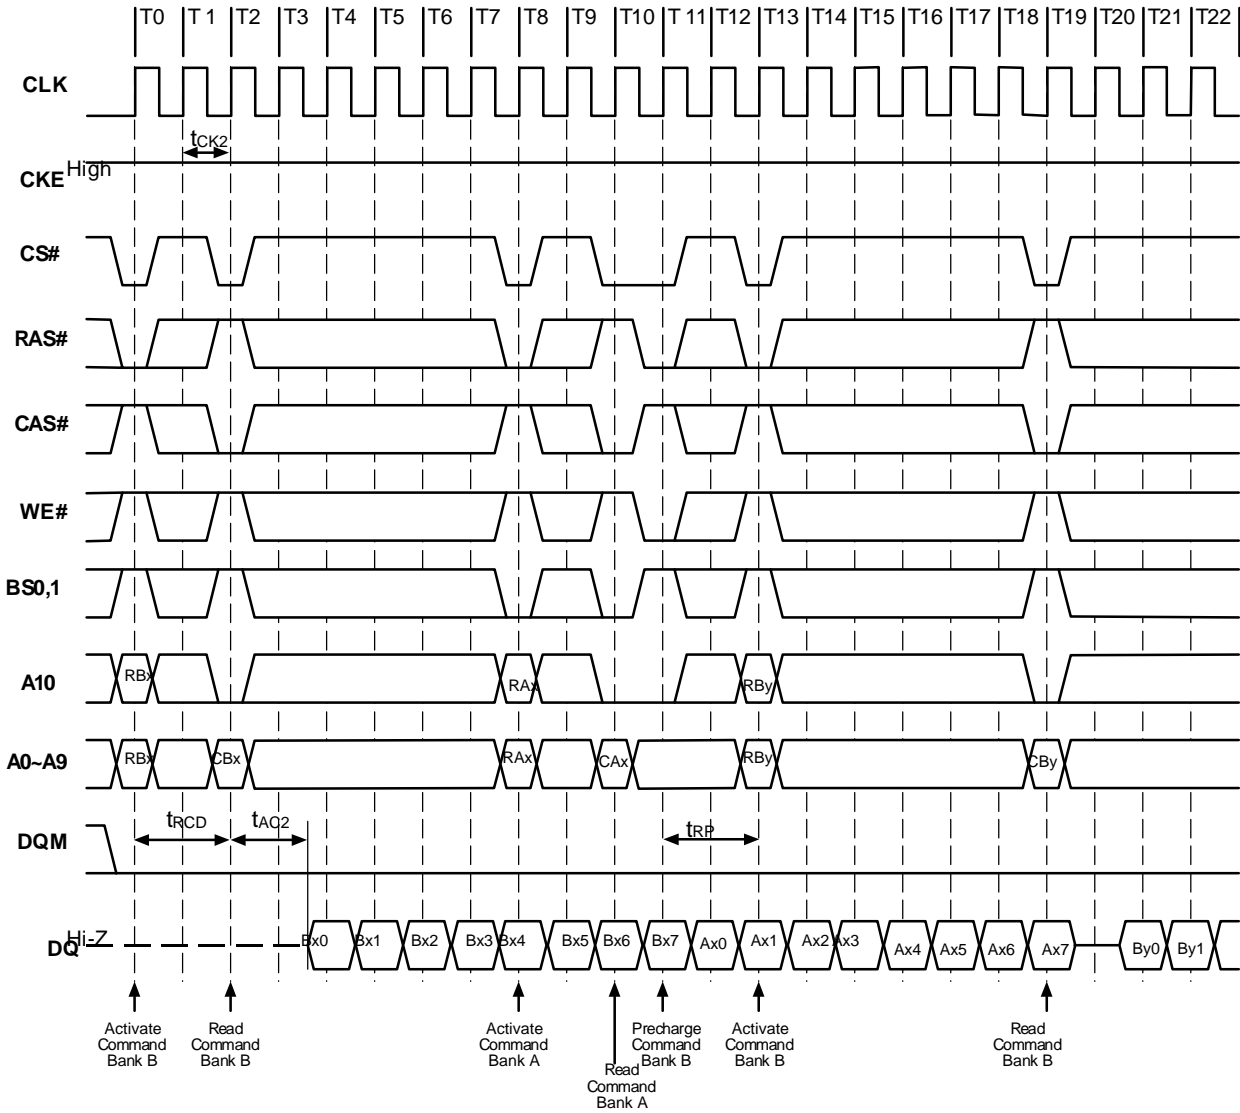 T0 T 1 T2 T3 T4 T5 T6 T7 T8 T9 T10 T 11 T12 T13 T14 T15 T16 T17 T18 T19 T20 T21 T22
CLK
tCK2
High
CKE
CS#
RAS#
CAS#
WE#
BS0,1
A10
RBx RAx RBy
A0~A9
RBx CBx RAx CAx RBy CBy
DQM
tRCD tAC2 tRP
Hi-Z
DQ
Bx0 Bx1 Bx2 Bx3 Bx4 Bx5 Bx6 Bx7 Ax0 Ax1 Ax2 Ax3 Ax4 Ax5 Ax6 Ax7 By0 By1
Activate
Command
Bank B
Read
Command
Bank B
Activate
Command
Bank A
Read
Command
Bank A
Precharge
Command
Bank B
Activate
Command
Bank B
Read
Command
Bank B